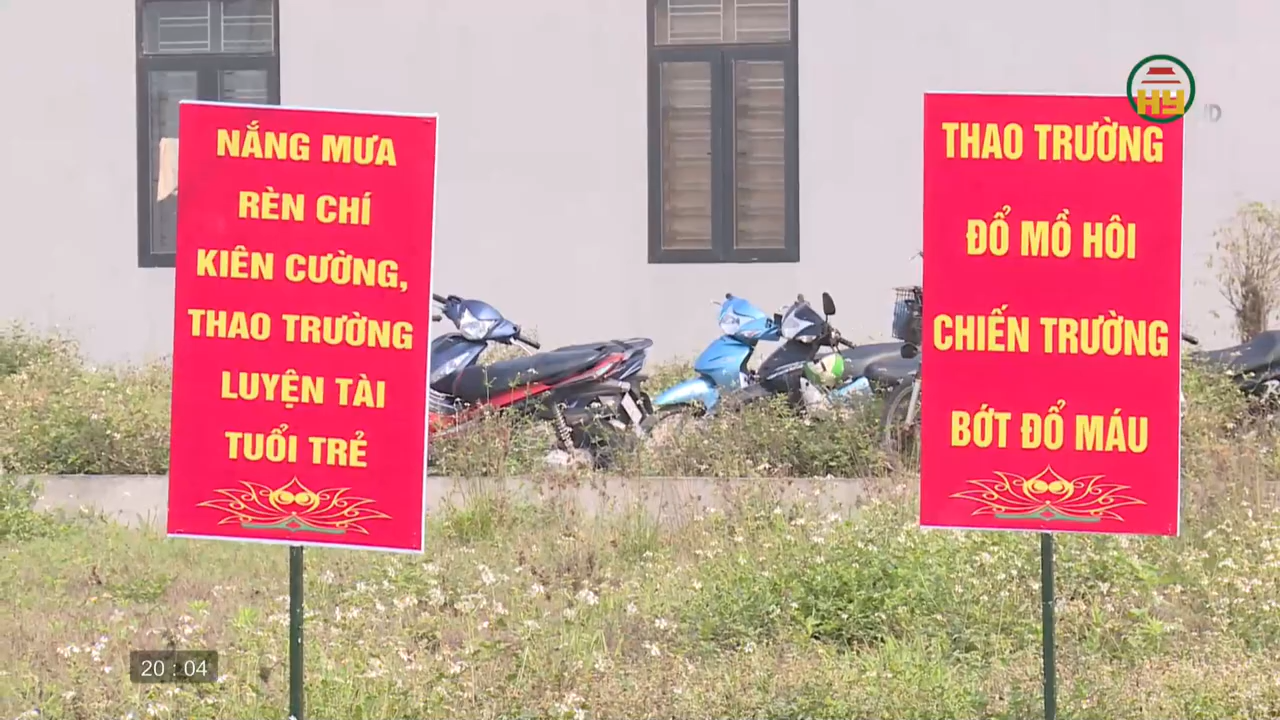 NẮNG MƯA
RÈN CHÍ
KIÊN CƯỜNG,
THAO TRƯỜNG
LUYỆN TÀI
TUỔI TRẺ
THAO TRƯỜNG
ĐỔ MỒ HÔI
CHIẾN TRƯỜNG
BỚT ĐỔ MÁU
HY
20 : 04